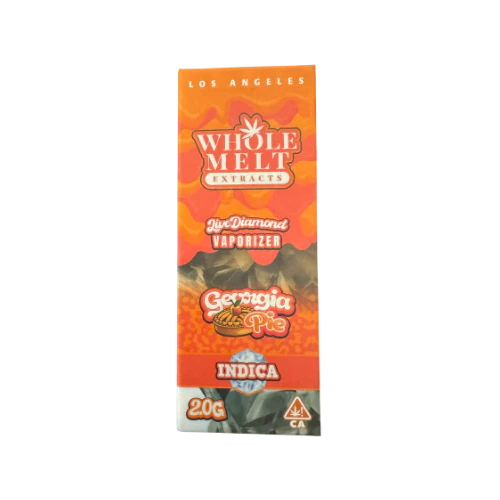 LOS ANGELES
WHOLE
MELT
EXTRACTS
Live Diamond
VAPORIZER
Georgia
Pie
INDICA
2.0G
CA